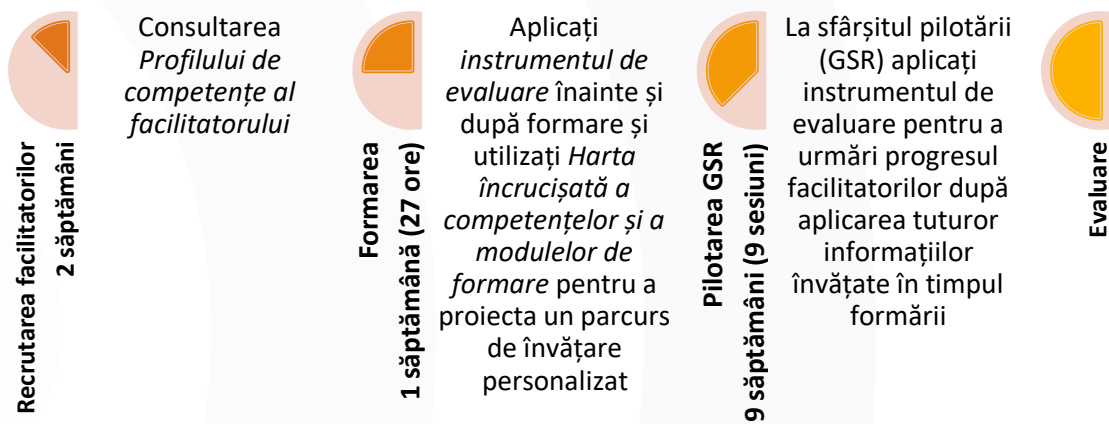 Recrutarea facilitatorilor
2 săptămâni
Consultarea
Profilului de
competențe al
facilitatorului
Formarea
1 săptămână (27 ore)
Aplicați
instrumentul de
evaluare înainte și
după formare și
utilizați Harta
încrucișată a
competențelor și a
modulelor de
formare pentru a
proiecta un parcurs
de învățare
personalizat
Pilotarea GSR
9 săptămâni (9 sesiuni)
La sfârșitul pilotării
(GSR) aplicați
instrumentul de
evaluare pentru a
urmări progresul
facilitatorilor după
aplicarea tuturor
informațiilor
învățate în timpul
formării
Evaluare